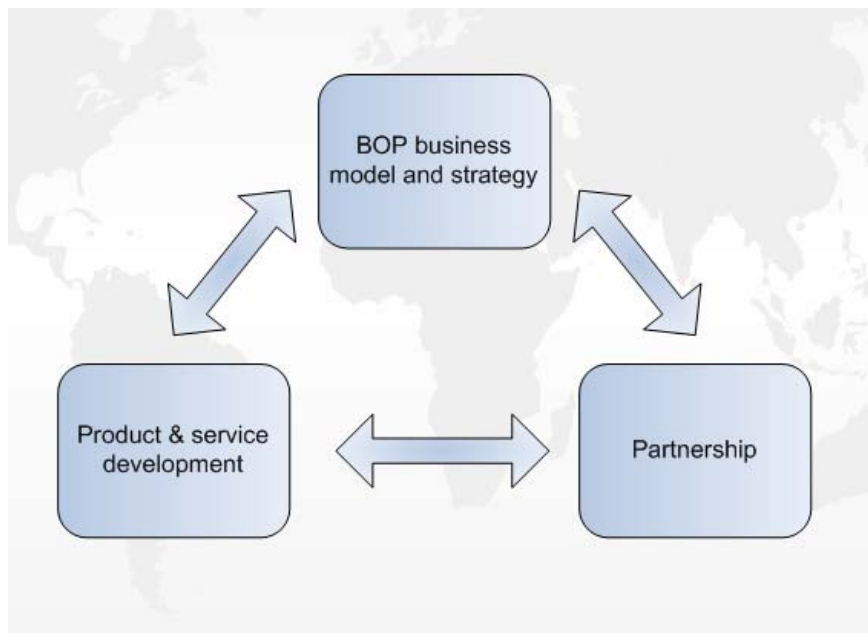 BOP business
model and strategy
Product & service
development
Partnership